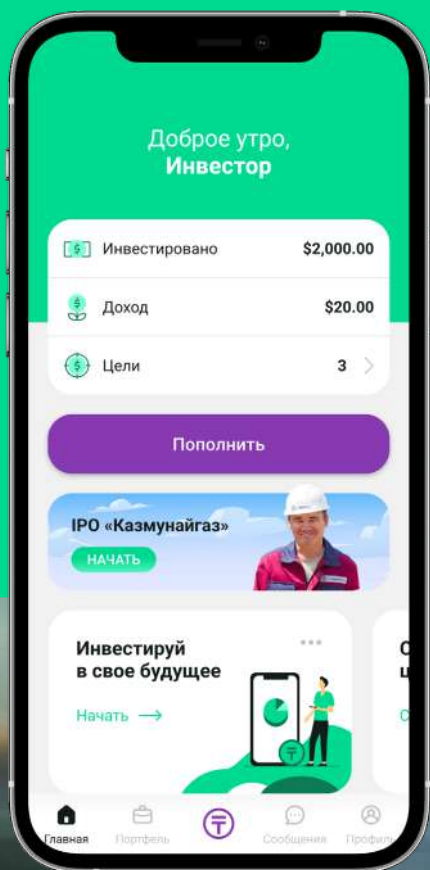 Доброе утро,
Инвестор
Инвестировано $2,000.00
Доход $20.00
Цели 3
Пополнить
IPO «Казмунайгаз»
НАЧАТЬ
Инвестируй
в свое будущее
Начать
Главная Портфель Сообщения